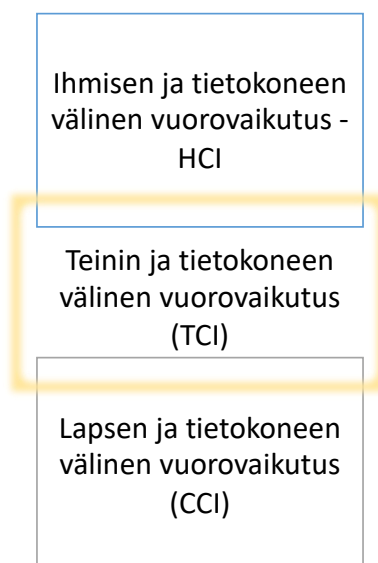 Ihmisen ja tietokoneen
välinen vuorovaikutus -
HCI
Teinin ja tietokoneen
välinen vuorovaikutus
(TCI)
Lapsen ja tietokoneen
välinen vuorovaikutus
(CCI)